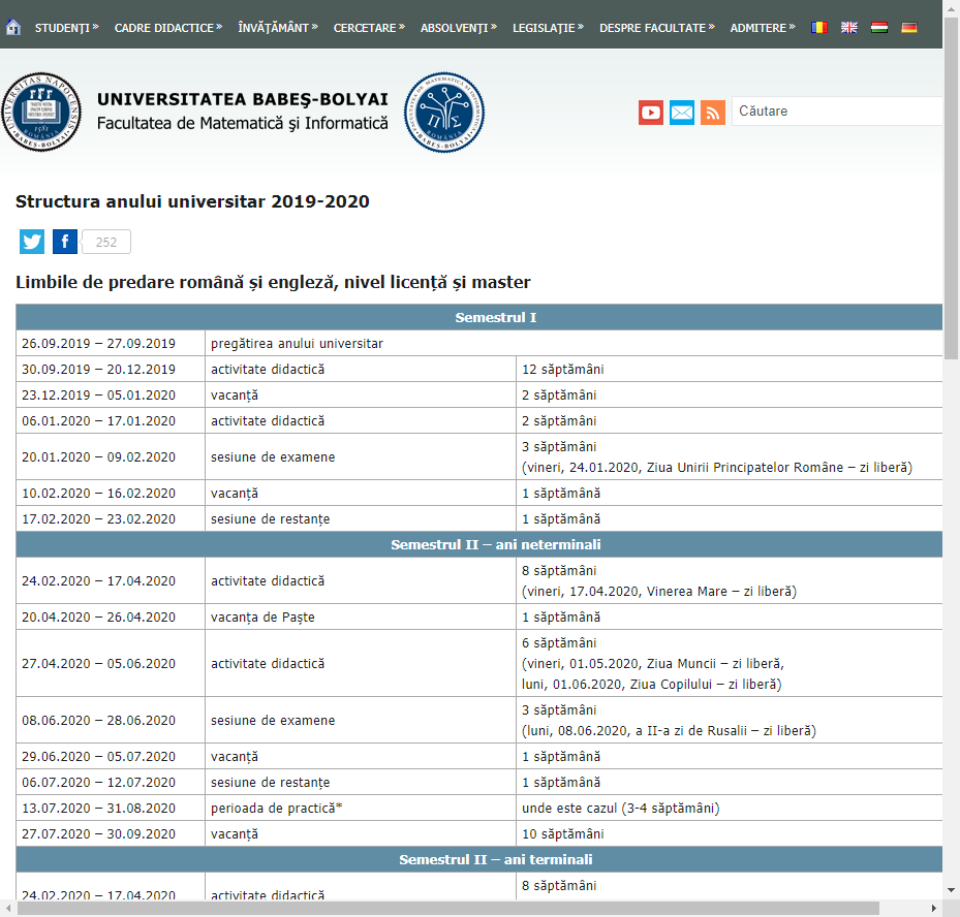 STUDENŢI » CADRE DIDACTICE » ÎNVĂŢĂMÂNT » CERCETARE » ABSOLVENŢI » LEGISLAŢIE » DESPRE FACULTATE » ADMITERE »
UNIVERSITATEA BABEŞ-BOLYAI
Facultatea de Matematică şi Informatică
Căutare
Structura anului universitar 2019-2020
252
Limbile de predare română și engleză, nivel licență și master
Semestrul I
26.09.2019 – 27.09.2019 pregătirea anului universitar
30.09.2019 – 20.12.2019 activitate didactică 12 săptămâni
23.12.2019 – 05.01.2020 vacanță 2 săptămâni
06.01.2020 – 17.01.2020 activitate didactică 2 săptămâni
20.01.2020 – 09.02.2020 sesiune de examene 3 săptămâni
(vineri, 24.01.2020, Ziua Unirii Principatelor Române – zi liberă)
10.02.2020 – 16.02.2020 vacanță 1 săptămână
17.02.2020 – 23.02.2020 sesiune de restanțe 1 săptămână
Semestrul II – ani neterminali
24.02.2020 – 17.04.2020 activitate didactică 8 săptămâni
(vineri, 17.04.2020, Vinerea Mare – zi liberă)
20.04.2020 – 26.04.2020 vacanța de Paște 1 săptămână
27.04.2020 – 05.06.2020 activitate didactică 6 săptămâni
(vineri, 01.05.2020, Ziua Muncii – zi liberă,
luni, 01.06.2020, Ziua Copilului – zi liberă)
08.06.2020 – 28.06.2020 sesiune de examene 3 săptămâni
(luni, 08.06.2020, a II-a zi de Rusalii – zi liberă)
29.06.2020 – 05.07.2020 vacanță 1 săptămână
06.07.2020 – 12.07.2020 sesiune de restanțe 1 săptămână
13.07.2020 – 31.08.2020 perioada de practică* unde este cazul (3-4 săptămâni)
27.07.2020 – 30.09.2020 vacanță 10 săptămâni
Semestrul II – ani terminali
24.02.2020 – 17.04.2020 activitate didactică 8 săptămâni